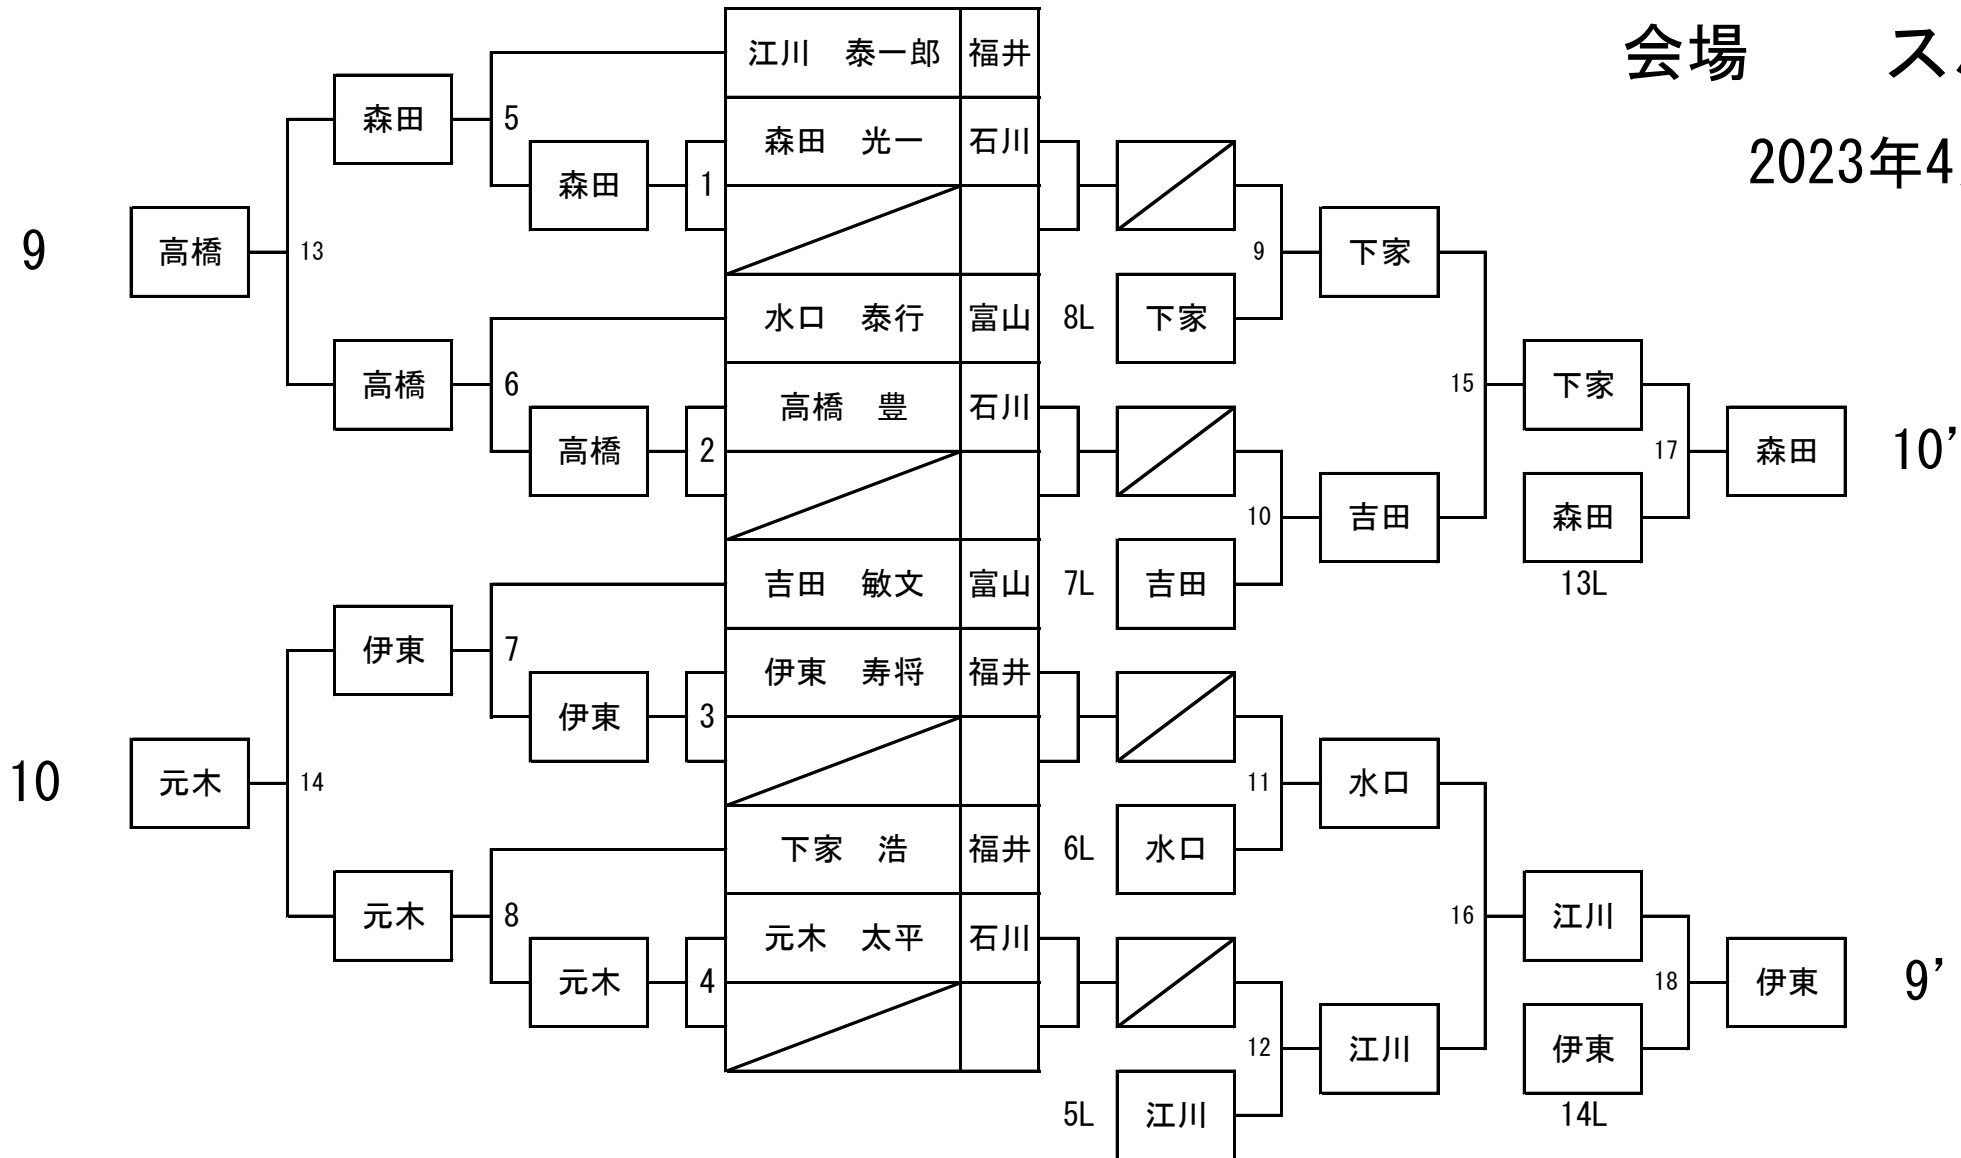 会場　　ス
2023年4
江川　泰一郎 福井
森田 5 森田　光一 石川
森田 1
9 高橋 13 9 下家
水口　泰行 富山 8L 下家
高橋 6 高橋　豊 石川 15 下家
高橋 2 17 森田 10'
10 吉田 森田
吉田　敏文 富山 7L 吉田 13L
伊東 7 伊東　寿将 福井
伊東 3
10 元木 14 11 水口
下家　浩 福井 6L 水口
元木 8 元木　太平 石川 16 江川
元木 4 18 伊東 9'
12 江川 伊東
5L 江川 14L